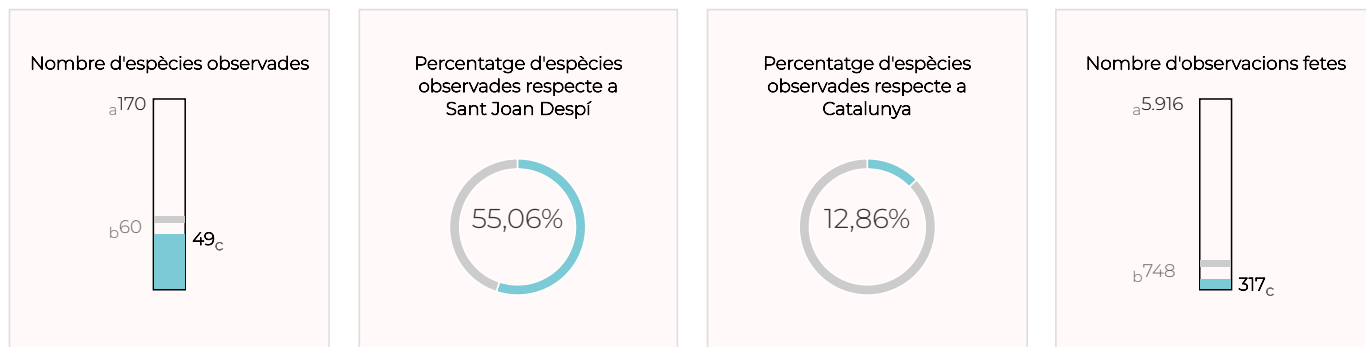 Nombre d'espècies observades
a170
b60
49c
Percentatge d'espècies
observades respecte a
Sant Joan Despí
55,06%
Percentatge d'espècies
observades respecte a
Catalunya
12,86%
Nombre d'observacions fetes
a5.916
b748
317c